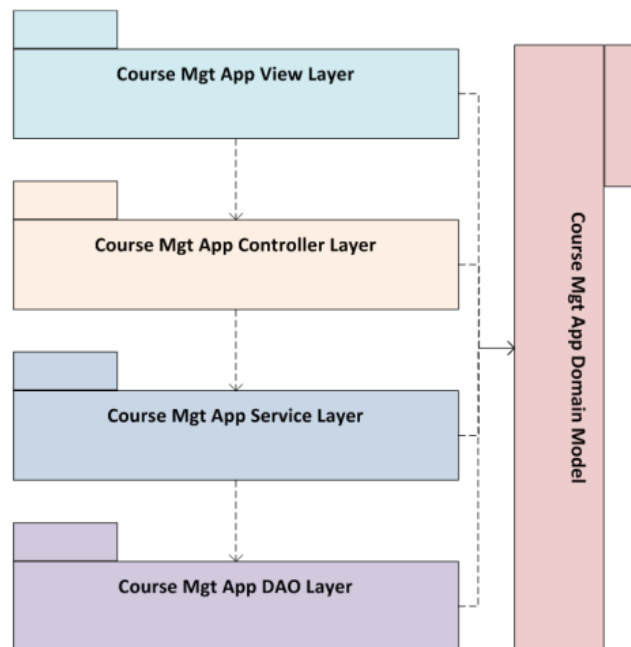 Course Mgt App View Layer
Course Mgt App Controller Layer
Course Mgt App Service Layer
Course Mgt App DAO Layer
Course Mgt App Domain Model